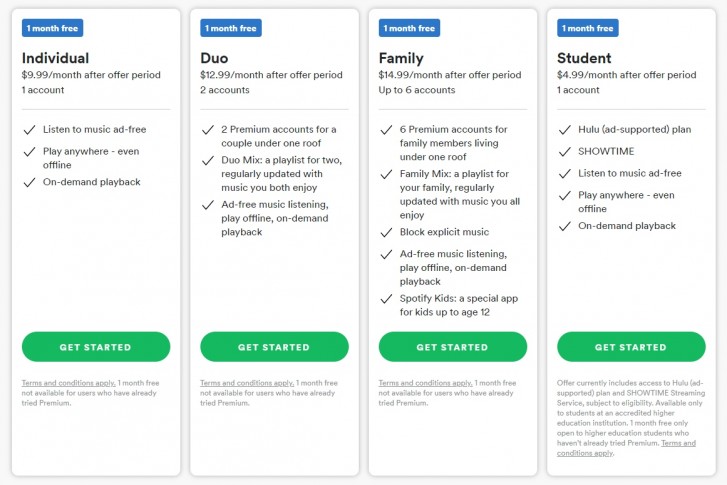 1 month free
Individual
$9.99/month after offer period
1 account
Listen to music ad-free
Play anywhere - even
offline
On-demand playback
GET STARTED
Terms and conditions apply. 1 month free
not available for users who have already
tried Premium.
1 month free
Duo
$12.99/month after offer period
2 accounts
2 Premium accounts for a
couple under one roof
Duo Mix: a playlist for two,
regularly updated with
music you both enjoy
Ad-free music listening,
play offline, on-demand
playback
GET STARTED
Terms and conditions apply. 1 month free
not available for users who have already
tried Premium.
1 month free
Family
$14.99/month after offer period
Up to 6 accounts
6 Premium accounts for
family members living
under one roof
Family Mix: a playlist for
your family, regularly
updated with music you all
enjoy
Block explicit music
Ad-free music listening,
play offline, on-demand
playback
Spotify Kids: a special app
for kids up to age 12
GET STARTED
Terms and conditions apply. 1 month free
not available for users who have already
tried Premium.
1 month free
Student
$4.99/month after offer period
1 account
Hulu (ad-supported) plan
SHOWTIME
Listen to music ad-free
Play anywhere - even
offline
On-demand playback
GET STARTED
Offer currently includes access to Hulu (ad-
supported) plan and SHOWTIME Streaming
Service, subject to eligibility. Available only
to students at an accredited higher
education institution. 1 month free only
open to higher education students who
haven't already tried Premium. Terms and
conditions apply.